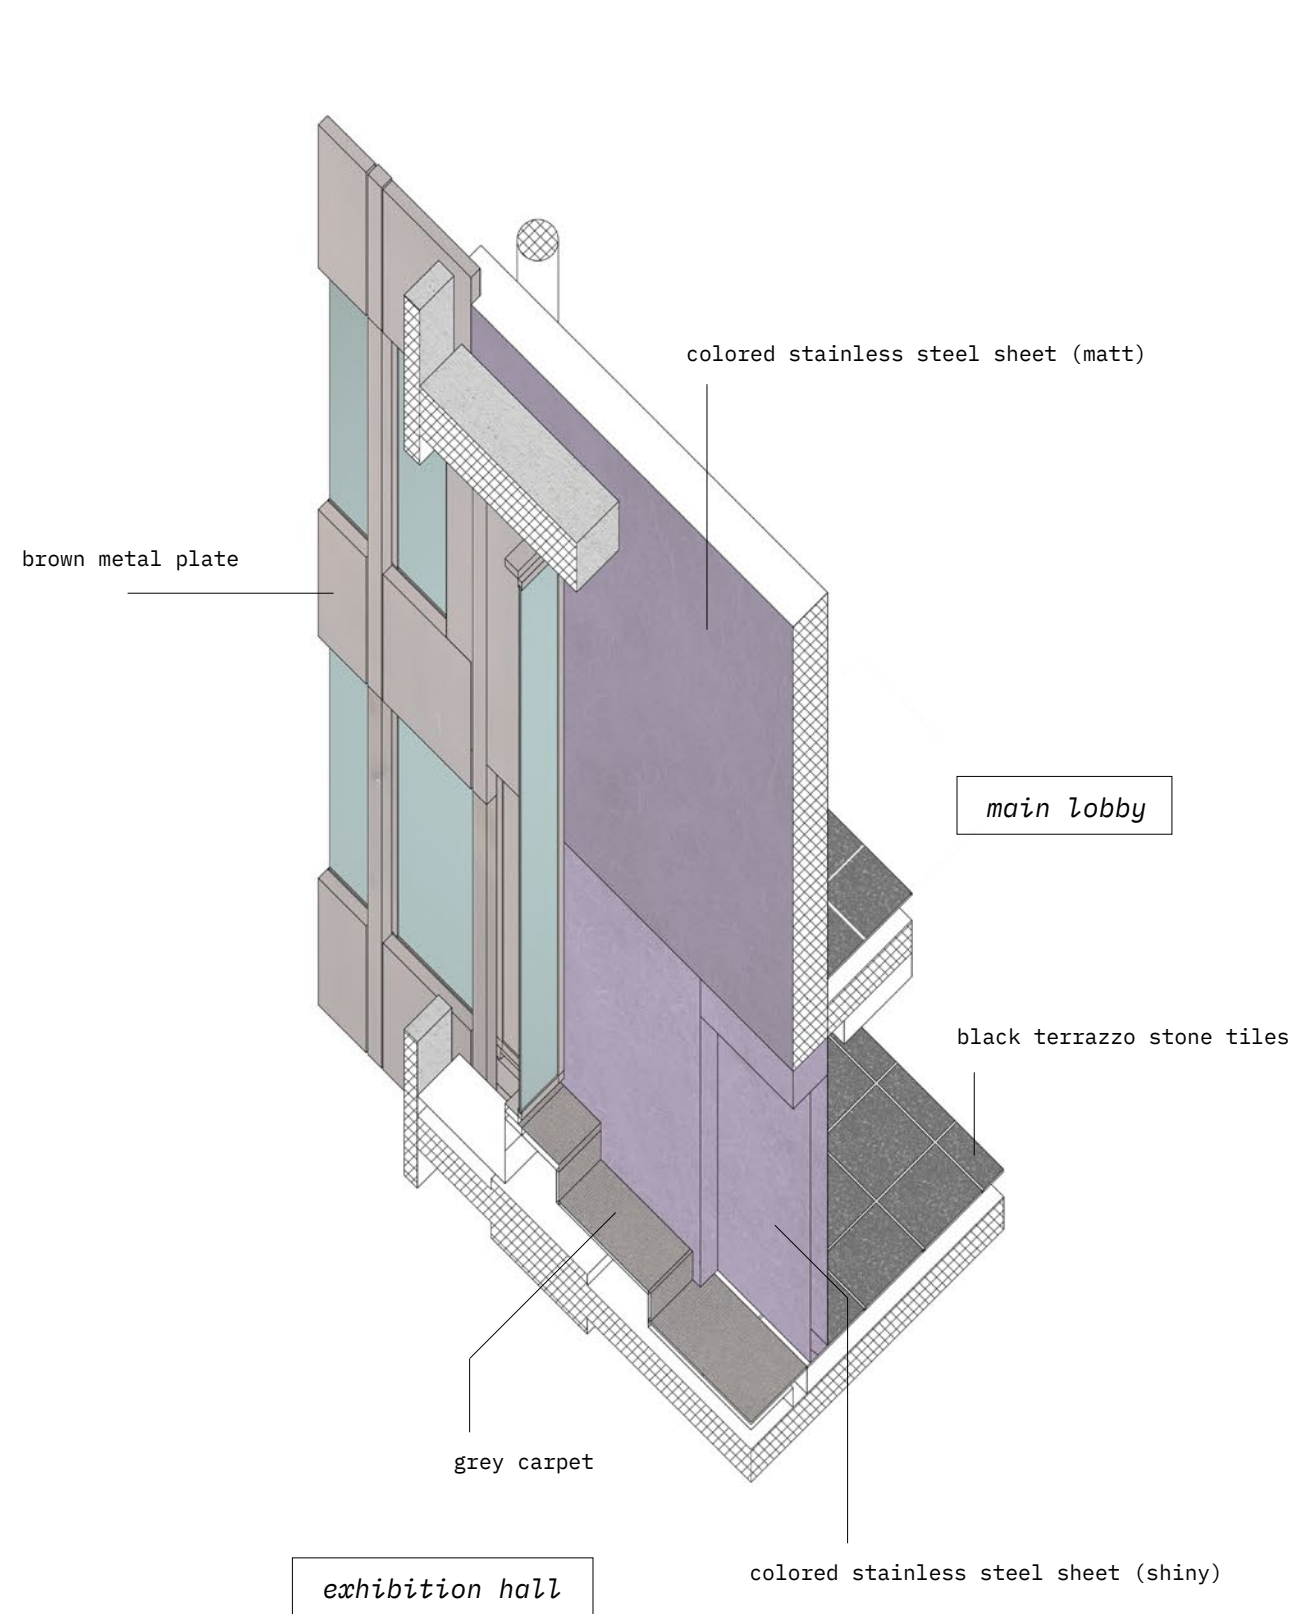 colored stainless steel sheet (matt)
brown metal plate
main lobby
black terrazzo stone tiles
grey carpet
colored stainless steel sheet (shiny)
exhibition hall